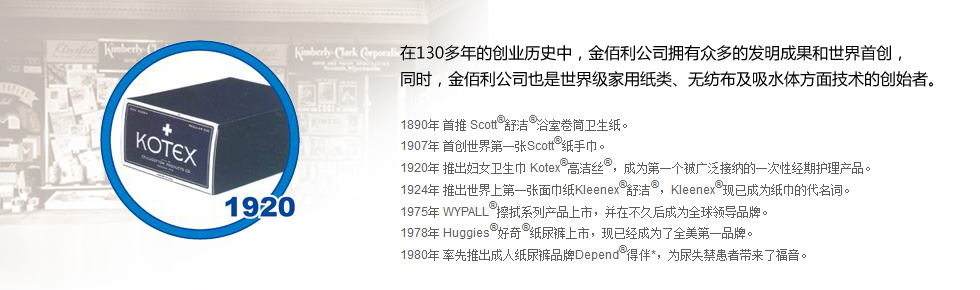 Kimberly-Clark Corporation
KOTEX
1920
在130多年的创业历史中，金佰利公司拥有众多的发明成果和世界首创，
同时，金佰利公司也是世界级家用纸类、无纺布及吸水体方面技术的创始者。
1890年 首推 Scott®舒洁®浴室卷筒卫生纸。
1907年 首创世界第一张Scott®纸手巾。
1920年 推出妇女卫生巾 Kotex®高洁丝®，成为第一个被广泛接纳的一次性经期护理产品。
1924年 推出世界上第一张面巾纸Kleenex®舒洁®，Kleenex®现已成为纸巾的代名词。
1975年 WYPALL®擦拭系列产品上市，并在不久后成为全球领导品牌。
1978年 Huggies®好奇®纸尿裤上市，现已经成为了全美第一品牌。
1980年 率先推出成人纸尿裤品牌Depend®得伴*，为尿失禁患者带来了福音。